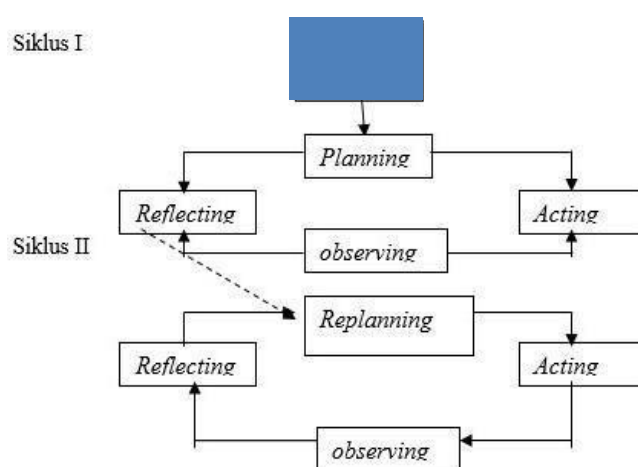 Siklus I
Planning
Reflecting
Acting
Siklus II
observing
Replanning
Reflecting
Acting
observing